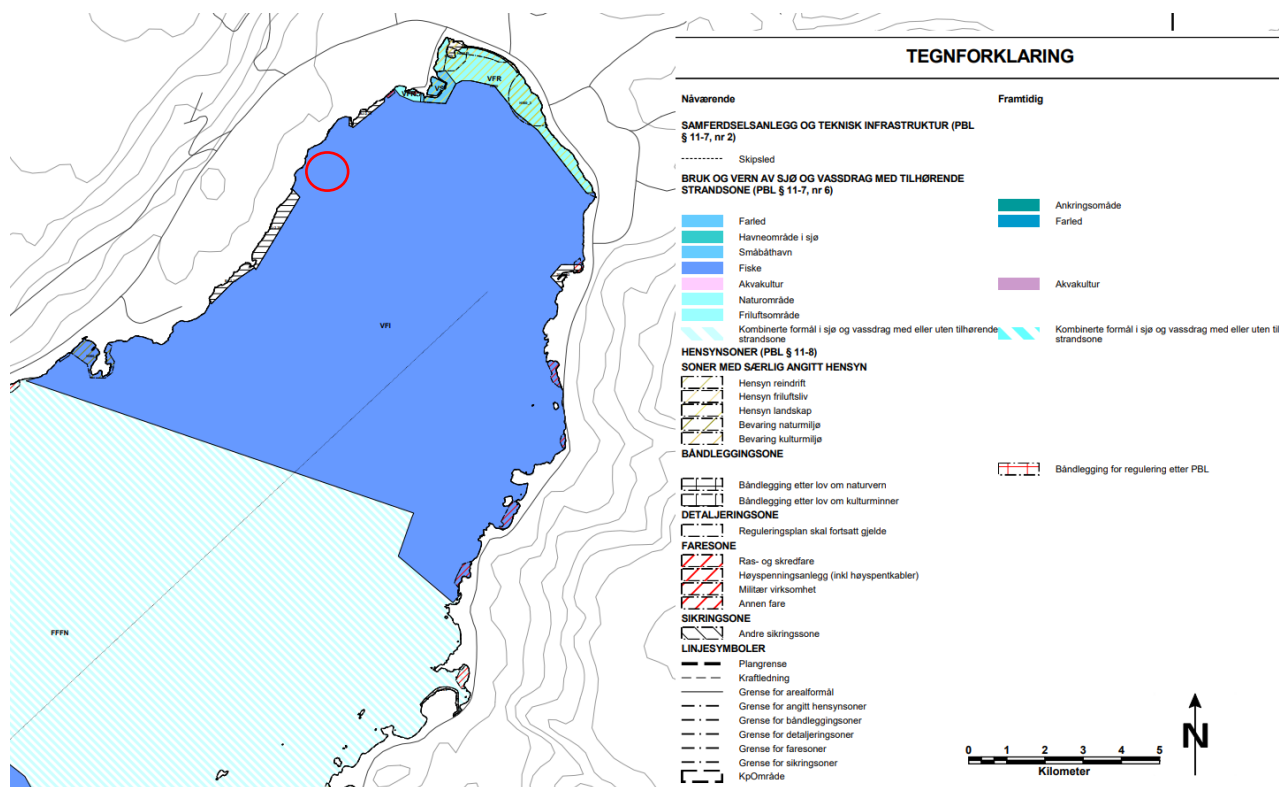 VFR
VFI
FFFN
TEGNFORKLARING
Nåværende
Framtidig
SAMFERDSELSANLEGG OG TEKNISK INFRASTRUKTUR (PBL
§ 11-7, nr 2)
Skipsled
BRUK OG VERN AV SJØ OG VASSDRAG MED TILHØRENDE
STRANDSONE (PBL § 11-7, nr 6)
Ankringsområde
Farled
Farled
Havneområde i sjø
Småbåthavn
Fiske
Akvakultur
Akvakultur
Naturområde
Friluftsområde
Kombinerte formål i sjø og vassdrag med eller uten tilhørende
strandsone
Kombinerte formål i sjø og vassdrag med eller uten til
strandsone
HENSYNSONER (PBL § 11-8)
SONER MED SÆRLIG ANGITT HENSYN
Hensyn reindrift
Hensyn friluftsliv
Hensyn landskap
Bevaring naturmiljø
Bevaring kulturmiljø
BÅNDLEGGINGSONE
Båndlegging for regulering etter PBL
Båndlegging etter lov om naturvern
Båndlegging etter lov om kulturminner
DETALJERINGSONE
Reguleringsplan skal fortsatt gjelde
FARESONE
Ras- og skredfare
Høyspenningsanlegg (inkl høyspentkabler)
Militær virksomhet
Annen fare
SIKRINGSONE
Andre sikringssone
LINJESYMBOLER
Plangrense
Kraftledning
Grense for arealformål
Grense for angitt hensynsoner
Grense for båndleggingsoner
Grense for detaljeringsoner
Grense for faresoner
Grense for sikringsoner
KpOmråde
0 1 2 3 4 5
Kilometer
N